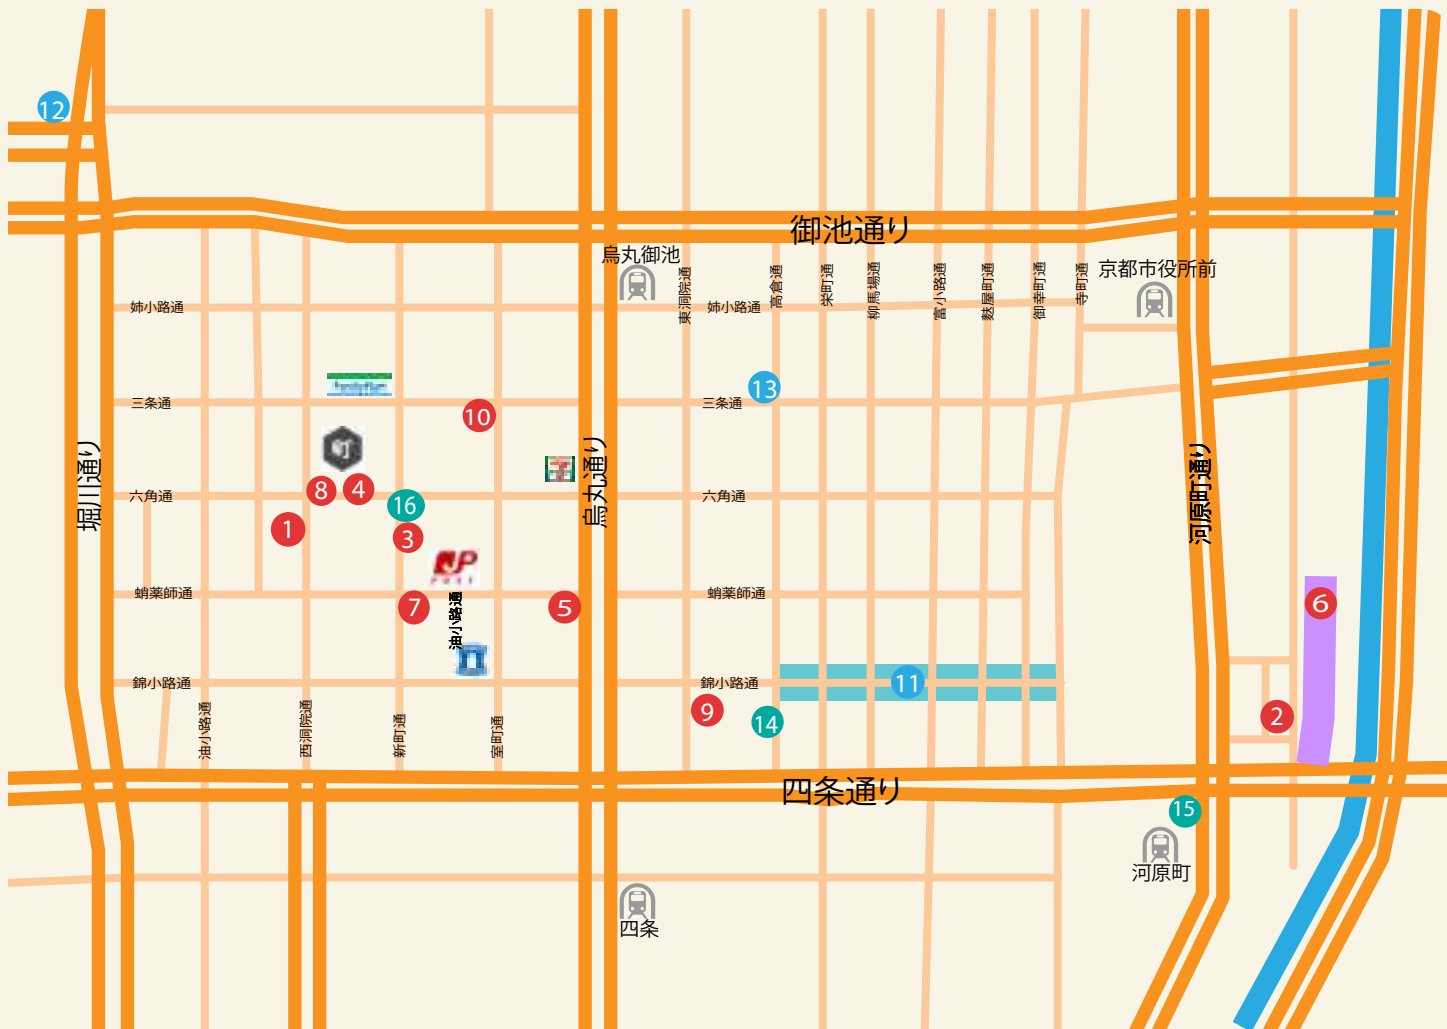 12
御池通り
烏丸御池
京都市役所前
東洞院通
高倉通
栄町通
柳馬場通
富小路通
麩屋町通
御幸町通
寺町通
姉小路通
姉小路通
13
FamilyMart
三条通
三条通
10
堀川通り
町
烏丸通り
河原町通り
8
4
六角通
16
六角通
1
3
JP
POST
蛸薬師通
7
油小路通
5
蛸薬師通
6
錦小路通
錦小路通
11
9
14
2
油小路通
西洞院通
新町通
室町通
四条通り
15
河原町
四条